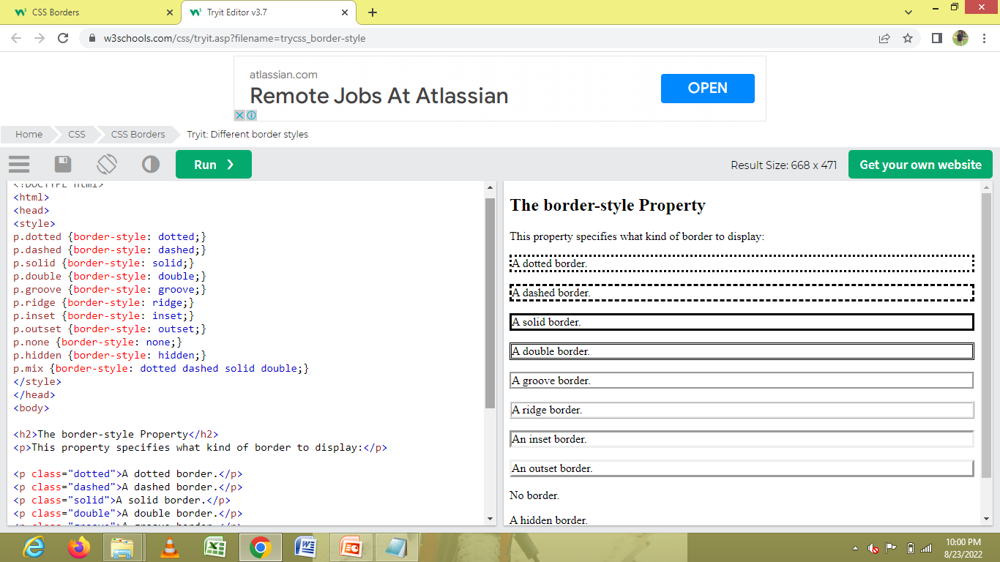 CSS Borders
Tryit Editor v3.7
w3schools.com/css/tryit.asp?filename=trycss_border-style
atlassian.com
Remote Jobs At Atlassian
OPEN
Home
CSS
CSS Borders
Tryit: Different border styles
Run ❯
Result Size: 668 x 471
Get your own website
<!DOCTYPE html>
<html>
<head>
<style>
p.dotted {border-style: dotted;}
p.dashed {border-style: dashed;}
p.solid {border-style: solid;}
p.double {border-style: double;}
p.groove {border-style: groove;}
p.ridge {border-style: ridge;}
p.inset {border-style: inset;}
p.outset {border-style: outset;}
p.none {border-style: none;}
p.hidden {border-style: hidden;}
p.mix {border-style: dotted dashed solid double;}
</style>
</head>
<body>
<h2>The border-style Property</h2>
<p>This property specifies what kind of border to display:</p>
<p class="dotted">A dotted border.</p>
<p class="dashed">A dashed border.</p>
<p class="solid">A solid border.</p>
<p class="double">A double border.</p>
<p class="groove">A groove border.</p>
The border-style Property
This property specifies what kind of border to display:
A dotted border.
A dashed border.
A solid border.
A double border.
A groove border.
A ridge border.
An inset border.
An outset border.
No border.
A hidden border.
10:00 PM
8/23/2022